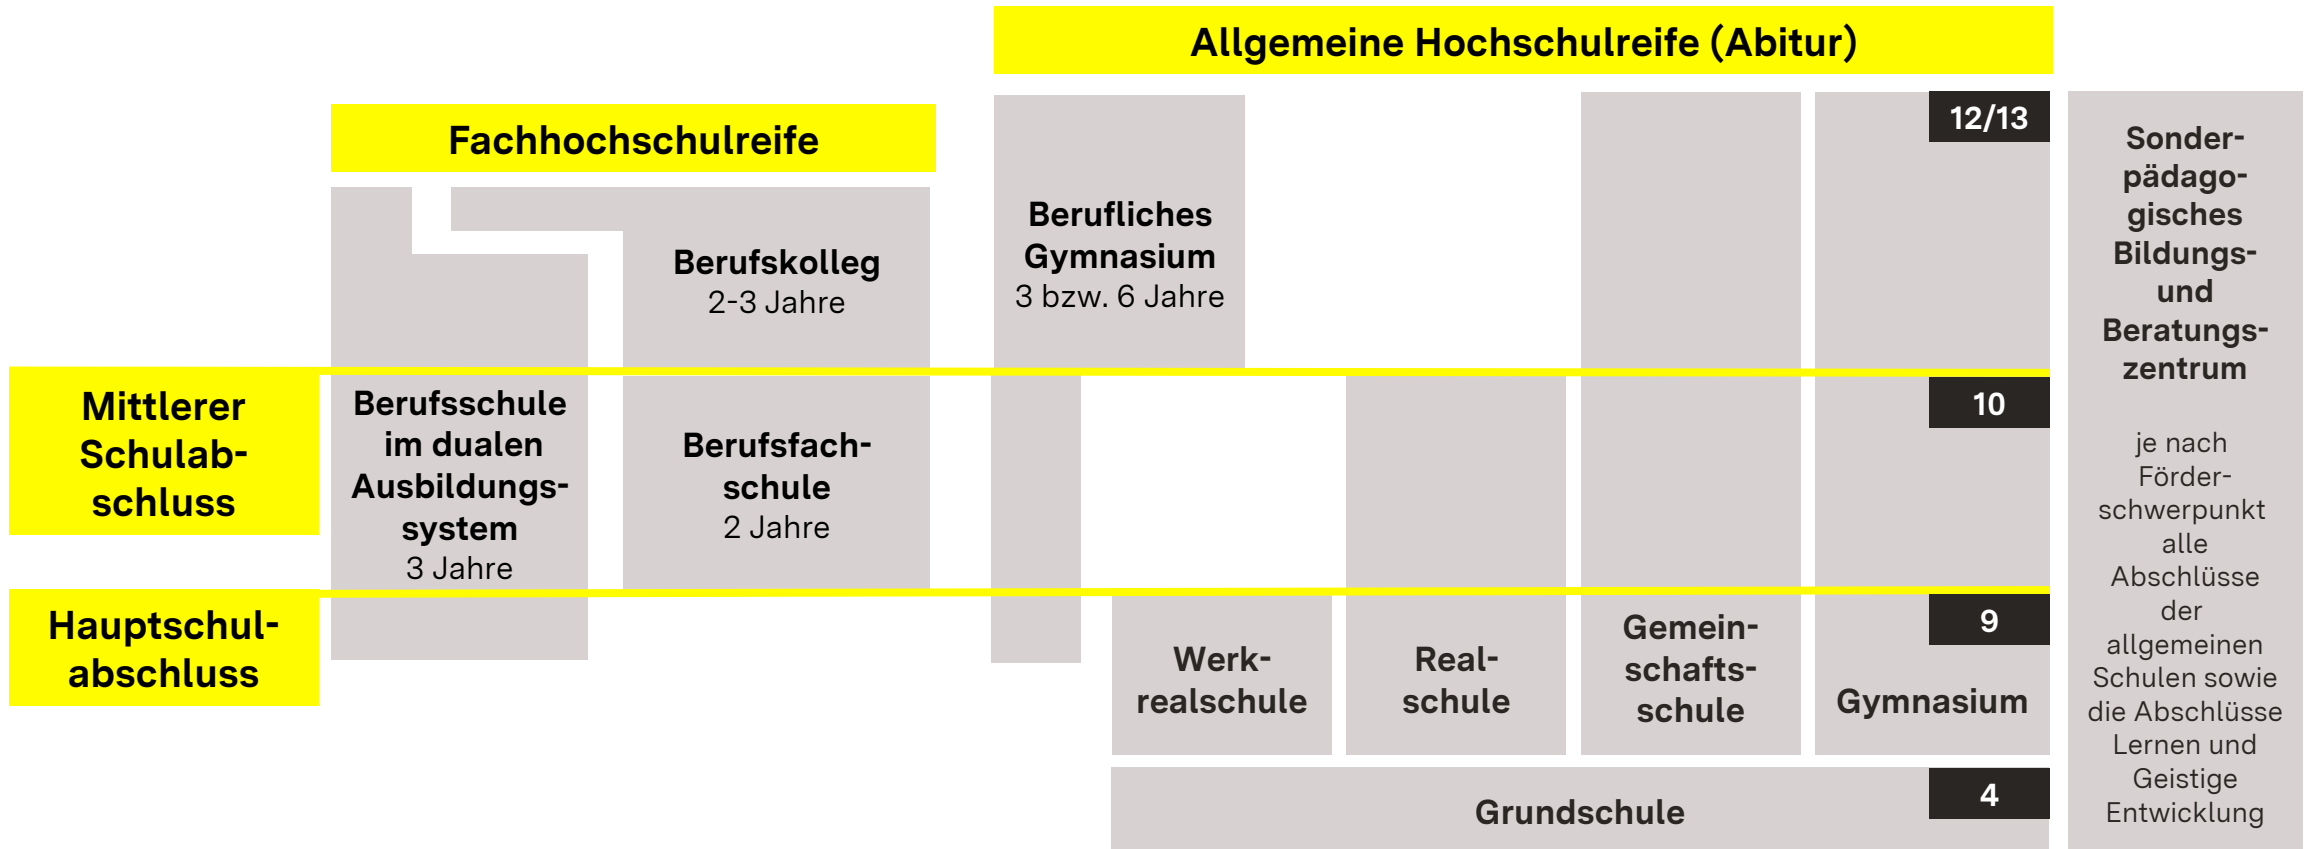 Allgemeine Hochschulreife (Abitur)
Fachhochschulreife
12/13
Berufliches
Gymnasium
3 bzw. 6 Jahre
Berufskolleg
2-3 Jahre
Mittlerer
Schulab-
schluss
Berufsschule
im dualen
Ausbildungs-
system
3 Jahre
Berufsfach-
schule
2 Jahre
10
Hauptschul-
abschluss
Werk-
realschule
Real-
schule
Gemein-
schafts-
schule
9
Gymnasium
Grundschule
4
Sonder-
pädago-
gisches
Bildungs-
und
Beratungs-
zentrum
je nach
Förder-
schwerpunkt
alle
Abschlüsse
der
allgemeinen
Schulen sowie
die Abschlüsse
Lernen und
Geistige
Entwicklung